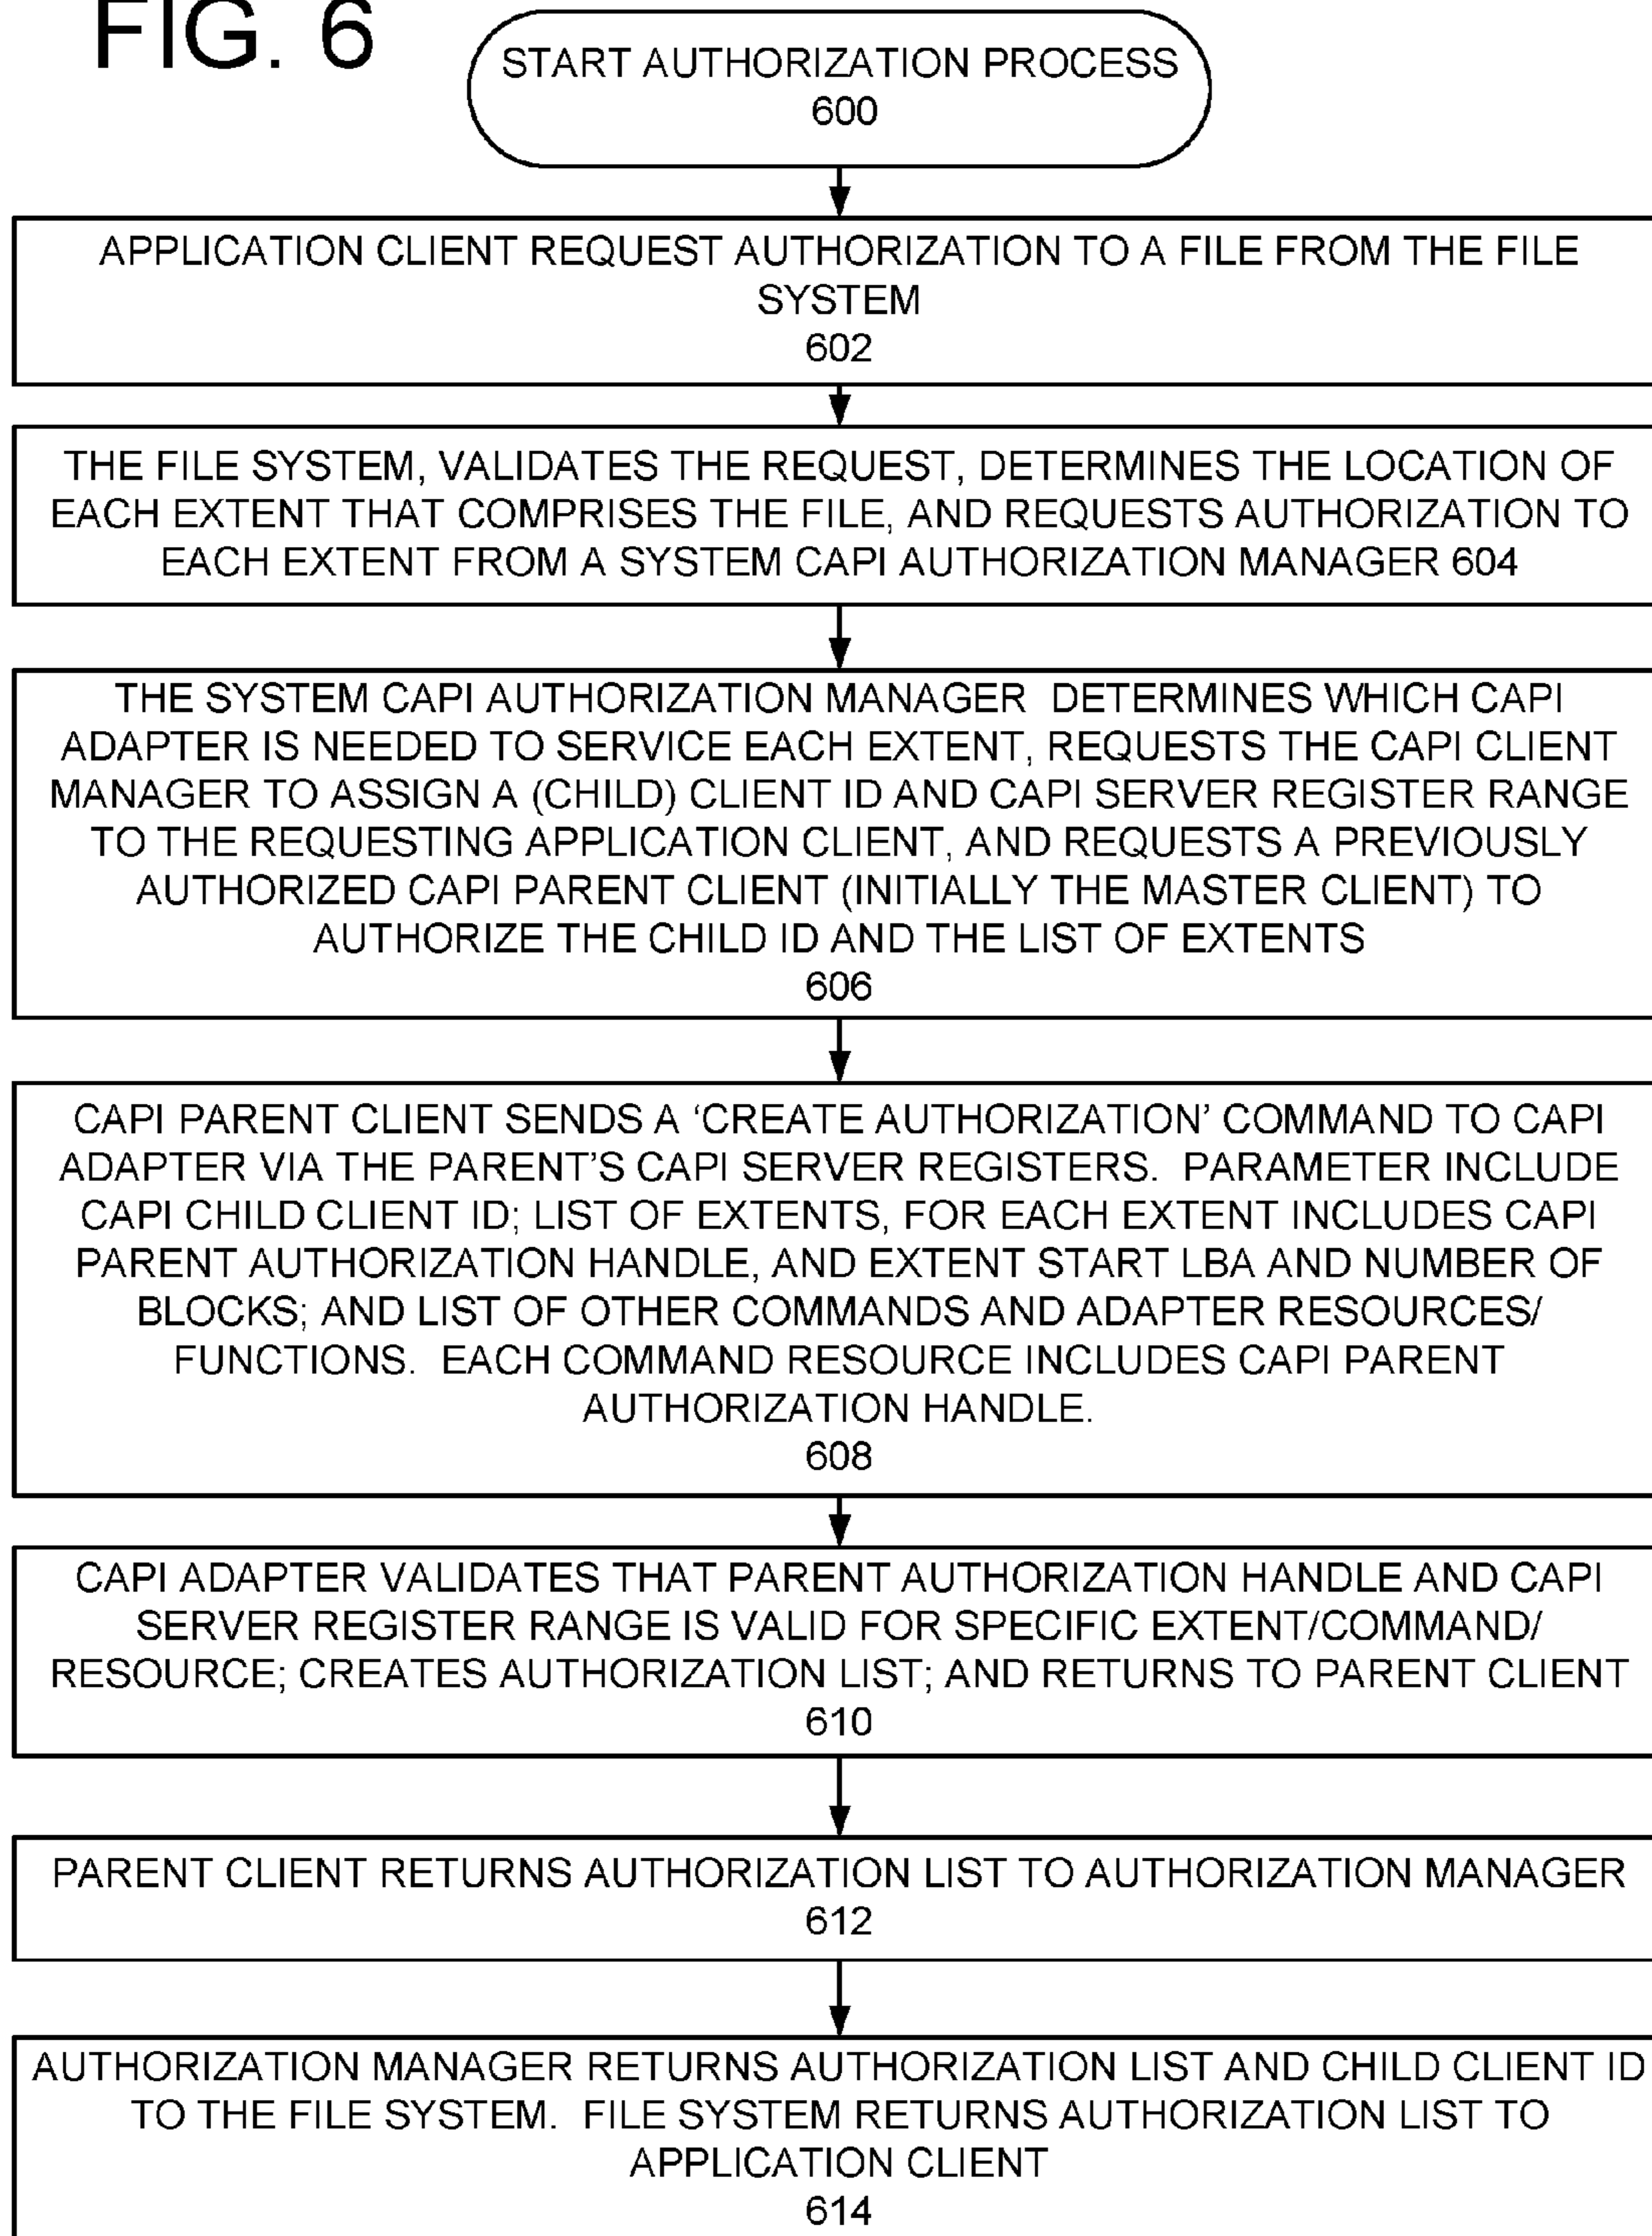 FIG. 6
START AUTHORIZATION PROCESS
600
APPLICATION CLIENT REQUEST AUTHORIZATION TO A FILE FROM THE FILE
SYSTEM
602
THE FILE SYSTEM, VALIDATES THE REQUEST, DETERMINES THE LOCATION OF
EACH EXTENT THAT COMPRISES THE FILE, AND REQUESTS AUTHORIZATION TO
EACH EXTENT FROM A SYSTEM CAPI AUTHORIZATION MANAGER 604
THE SYSTEM CAPI AUTHORIZATION MANAGER DETERMINES WHICH CAPI
ADAPTER IS NEEDED TO SERVICE EACH EXTENT, REQUESTS THE CAPI CLIENT
MANAGER TO ASSIGN A (CHILD) CLIENT ID AND CAPI SERVER REGISTER RANGE
TO THE REQUESTING APPLICATION CLIENT, AND REQUESTS A PREVIOUSLY
AUTHORIZED CAPI PARENT CLIENT (INITIALLY THE MASTER CLIENT) TO
AUTHORIZE THE CHILD ID AND THE LIST OF EXTENTS
606
CAPI PARENT CLIENT SENDS A ‘CREATE AUTHORIZATION’ COMMAND TO CAPI
ADAPTER VIA THE PARENT’S CAPI SERVER REGISTERS. PARAMETER INCLUDE
CAPI CHILD CLIENT ID; LIST OF EXTENTS, FOR EACH EXTENT INCLUDES CAPI
PARENT AUTHORIZATION HANDLE, AND EXTENT START LBA AND NUMBER OF
BLOCKS; AND LIST OF OTHER COMMANDS AND ADAPTER RESOURCES/
FUNCTIONS. EACH COMMAND RESOURCE INCLUDES CAPI PARENT
AUTHORIZATION HANDLE.
608
CAPI ADAPTER VALIDATES THAT PARENT AUTHORIZATION HANDLE AND CAPI
SERVER REGISTER RANGE IS VALID FOR SPECIFIC EXTENT/COMMAND/
RESOURCE; CREATES AUTHORIZATION LIST; AND RETURNS TO PARENT CLIENT
610
PARENT CLIENT RETURNS AUTHORIZATION LIST TO AUTHORIZATION MANAGER
612
AUTHORIZATION MANAGER RETURNS AUTHORIZATION LIST AND CHILD CLIENT ID
TO THE FILE SYSTEM. FILE SYSTEM RETURNS AUTHORIZATION LIST TO
APPLICATION CLIENT
614